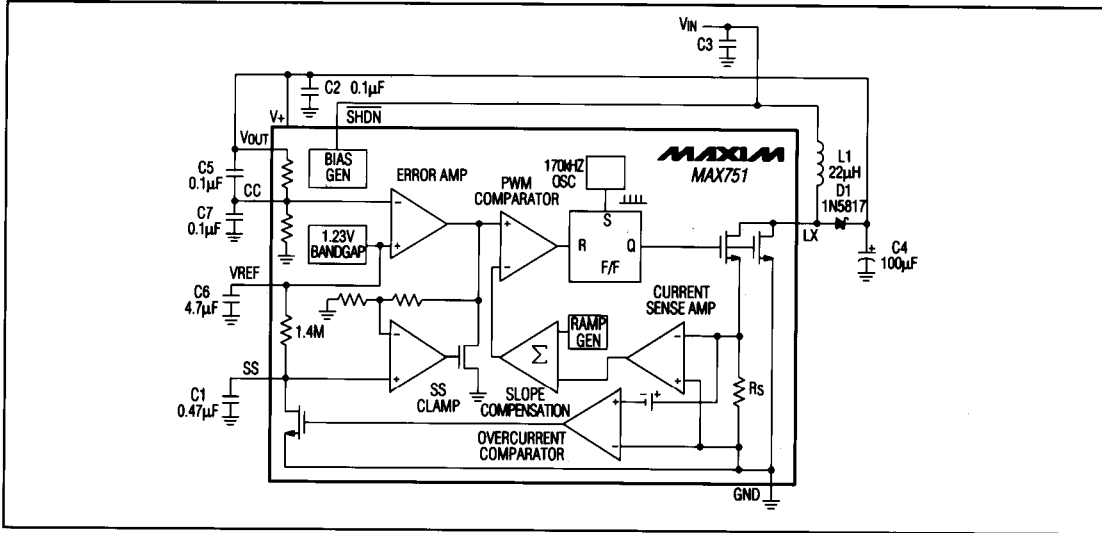 VIN
C3
C2 0.1µF
V+
SHDN
VOUT
BIAS
GEN
C5
0.1µF
CC
C7
0.1µF
ERROR AMP
170kHz
OSC
MAXIM
MAX751
PWM
COMPARATOR
L1
22µH
D1
1N5817
LX
C4
100µF
+
1.23V
BANDGAP
VREF
C6
4.7µF
1.4M
SS
C1
0.47µF
-
+
+
-
S
R
Q
F/F
-
+
SS
CLAMP
Σ
RAMP
GEN
SLOPE
COMPENSATION
CURRENT
SENSE AMP
-
+
RS
- +
+
-
OVERCURRENT
COMPARATOR
GND